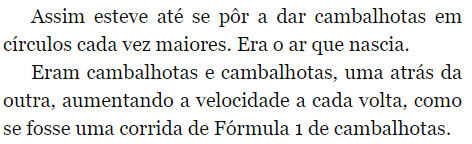 Assim esteve até se pôr a dar cambalhotas em
círculos cada vez maiores. Era o ar que nascia.
Eram cambalhotas e cambalhotas, uma atrás da
outra, aumentando a velocidade a cada volta, como
se fosse uma corrida de Fórmula 1 de cambalhotas.